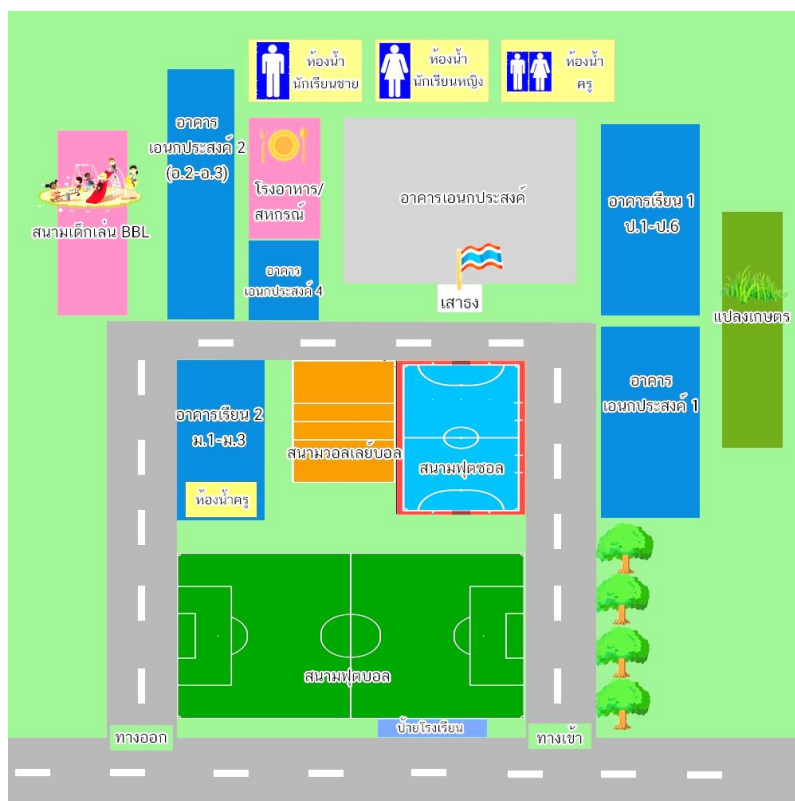 ห้องน้ำ
นักเรียนชาย
ห้องน้ำ
นักเรียนหญิง
ห้องน้ำ
ครู
อาคาร
เอนกประสงค์ 2
(อ.2-อ.3)
โรงอาหาร/
สหกรณ์
อาคารเอนกประสงค์
อาคารเรียน 1
ป.1-ป.6
สนามเด็กเล่น BBL
อาคาร
เอนกประสงค์ 4
เสาธง
แปลงเกษตร
อาคารเรียน 2
ม.1-ม.3
ห้องน้ำครู
สนามวอลเลย์บอล
สนามฟุตซอล
อาคาร
เอนกประสงค์ 1
สนามฟุตบอล
ป้ายโรงเรียน
ทางออก
ทางเข้า